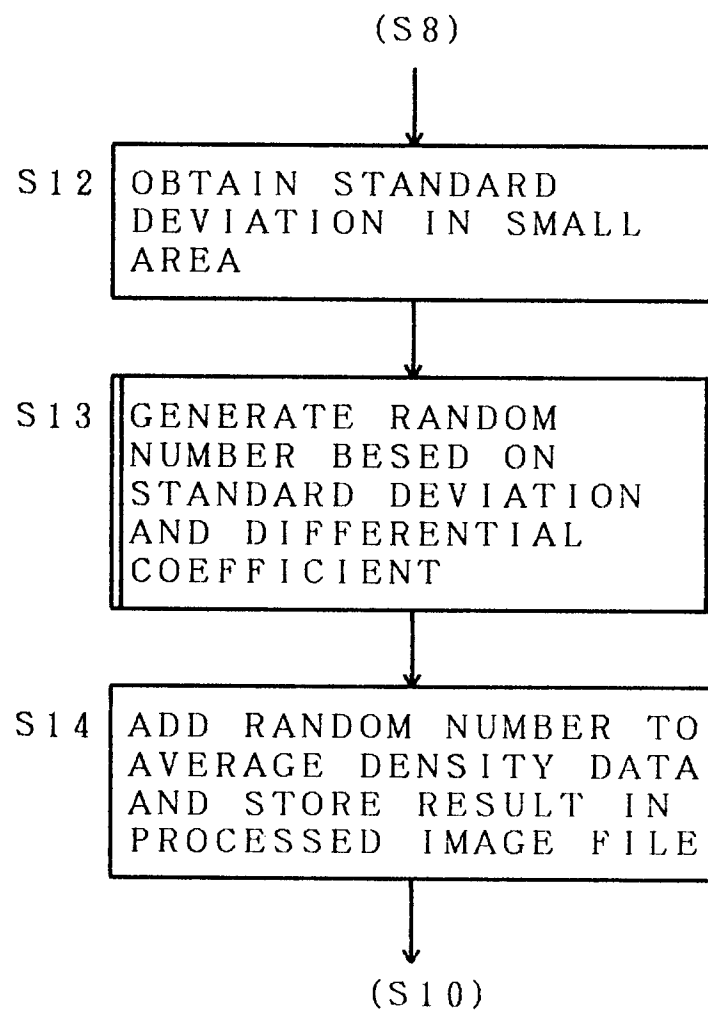 (S8)
S12 OBTAIN STANDARD
DEVIATION IN SMALL
AREA
S13 GENERATE RANDOM
NUMBER BESED ON
STANDARD DEVIATION
AND DIFFERENTIAL
COEFFICIENT
S14 ADD RANDOM NUMBER TO
AVERAGE DENSITY DATA
AND STORE RESULT IN
PROCESSED IMAGE FILE
(S10)